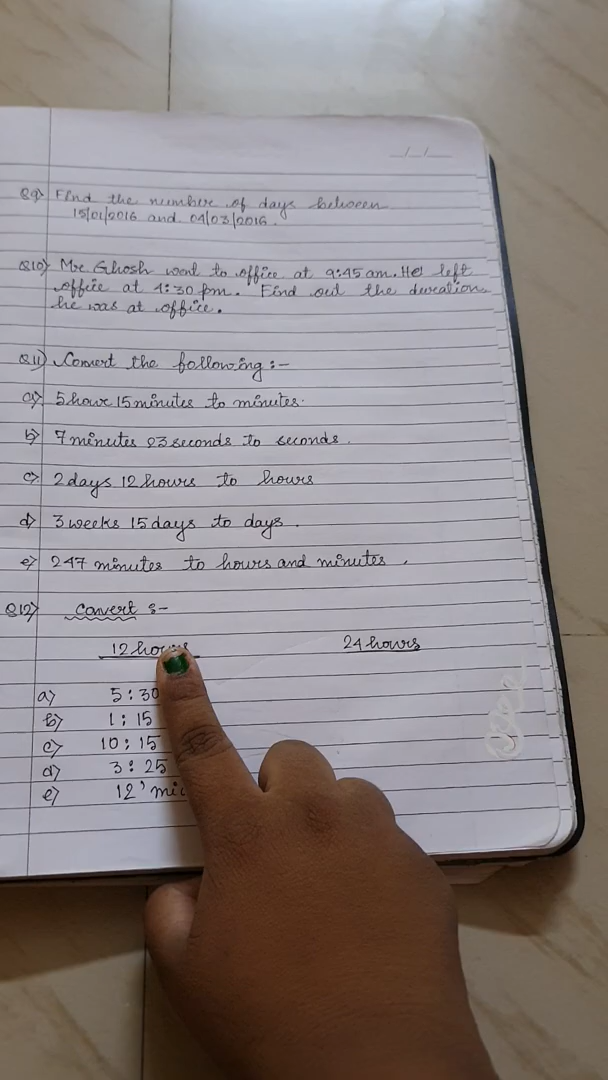 Q9) Find the number of days between
15/01/2016 and 04/03/2016.
Q10) Mr. Ghosh went to office at 9:45 am. He left
office at 4:30 pm. Find out the duration
he was at office.
Q11) Convert the following :-
a) 5 hour 15 minutes to minutes.
b) 7 minutes 23 seconds to seconds.
c) 2 days 12 hours to hours
d) 3 weeks 15 days to days.
e) 247 minutes to hours and minutes.
Q12) Convert :-
12 hours 24 hours
a) 5:30
b) 1:15
c) 10:15
d) 3:25
e) 12'